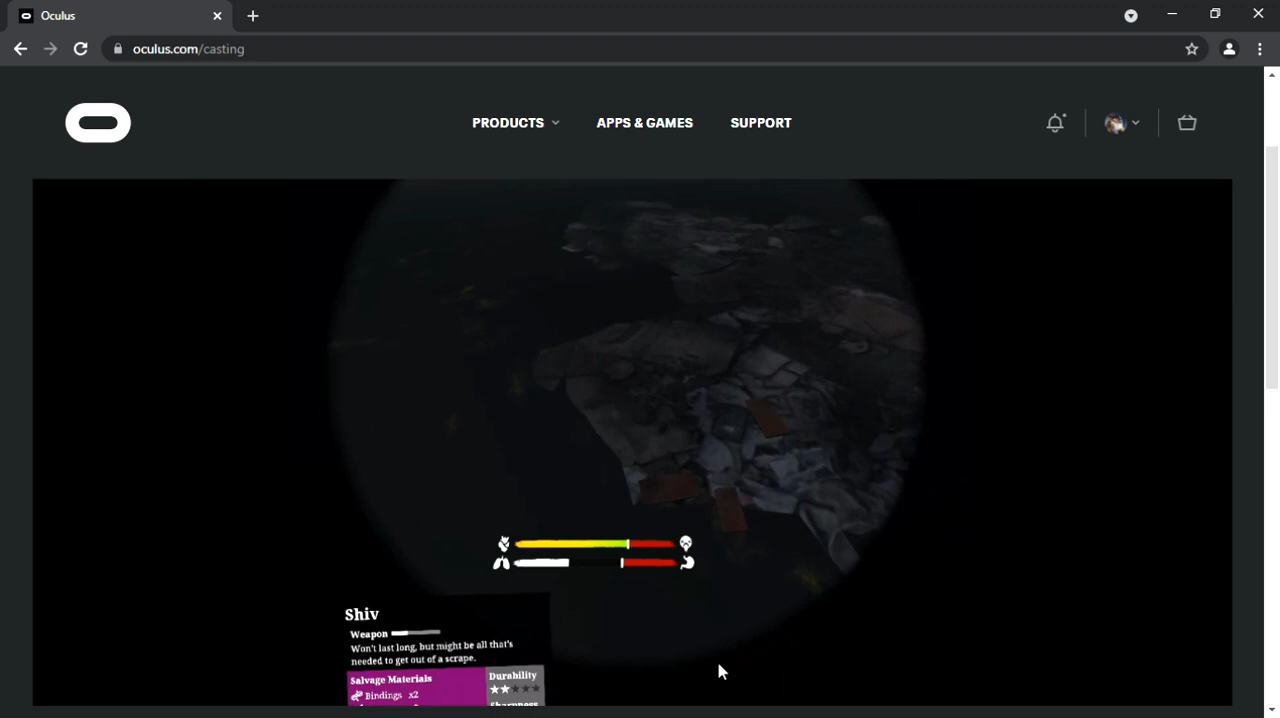 Oculus
oculus.com/casting
PRODUCTS
APPS & GAMES
SUPPORT
Shiv
Weapon
Won't last long, but might be all that's
needed to get out of a scrape.
Salvage Materials
Durability
Bindings x2
Sharpness